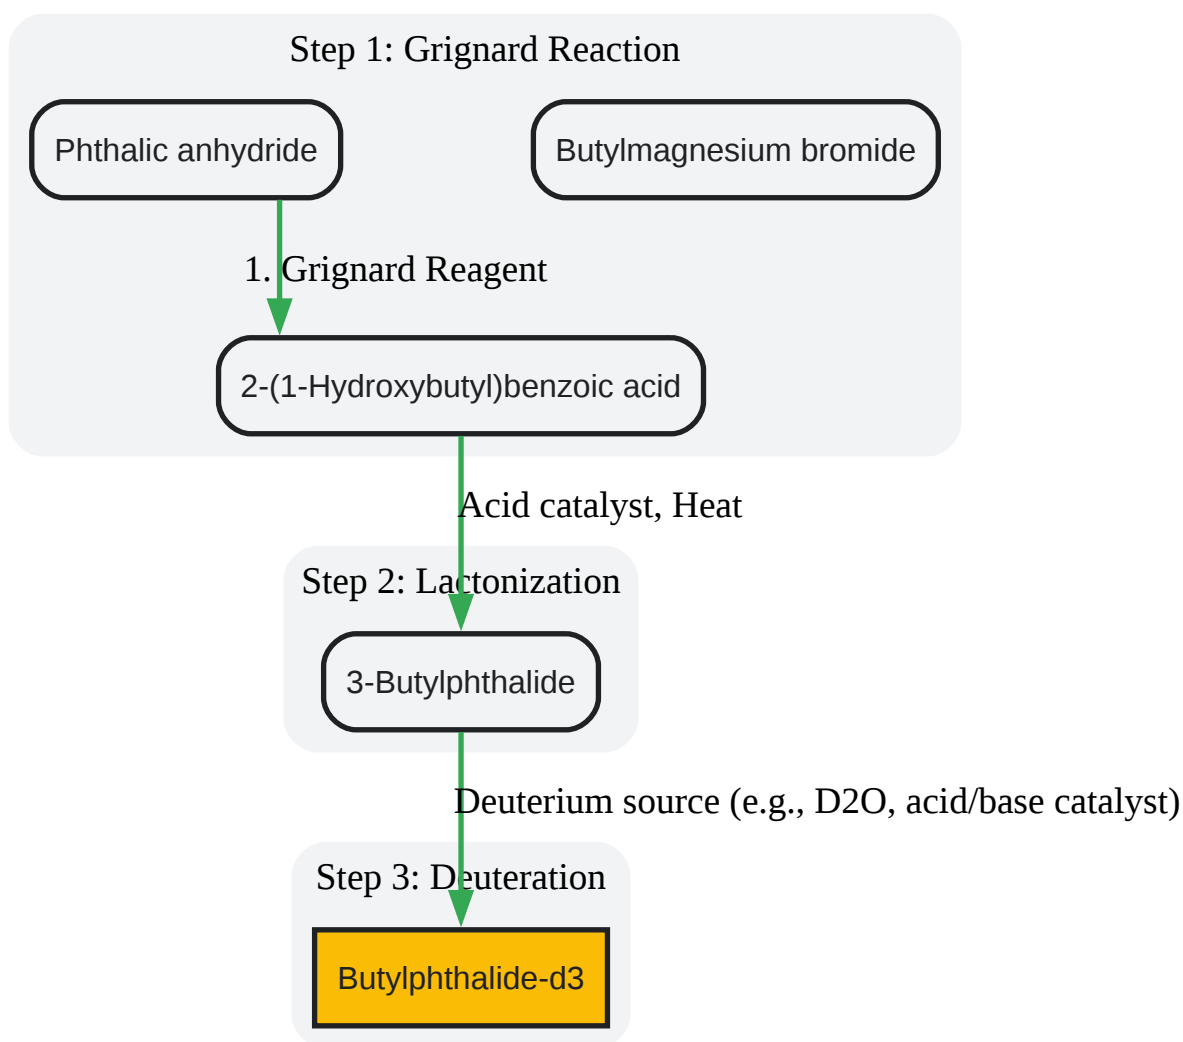 Step 1: Grignard Reaction
Phthalic anhydride
Butylmagnesium bromide
1. Grignard Reagent
2-(1-Hydroxybutyl)benzoic acid
Acid catalyst, Heat
Step 2: Lactonization
3-Butylphthalide
Deuterium source (e.g., D2O, acid/base catalyst)
Step 3: Deuteration
Butylphthalide-d3